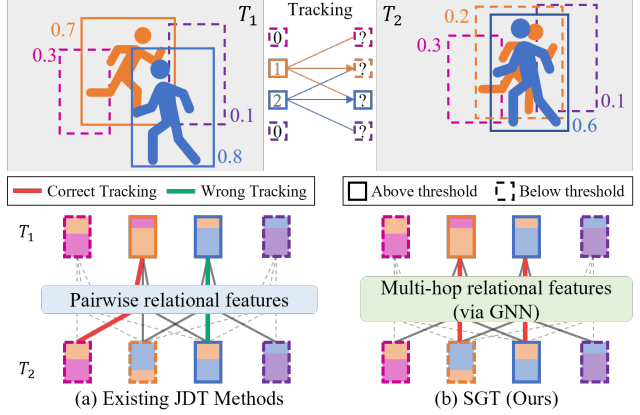 T1
Tracking
T2
0.7
0.3
0.1
0.8
0
1
2
0
?
?
?
?
0.2
0.3
0.1
0.6
Correct Tracking
Wrong Tracking
Above threshold
Below threshold
T1
Pairwise relational features
T2
(a) Existing JDT Methods
Multi-hop relational features
(via GNN)
(b) SGT (Ours)